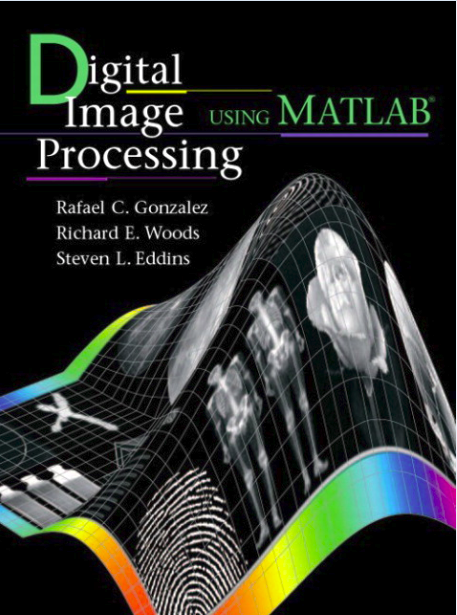 Digital
Image USING MATLAB®
Processing
Rafael C. Gonzalez
Richard E. Woods
Steven L. Eddins